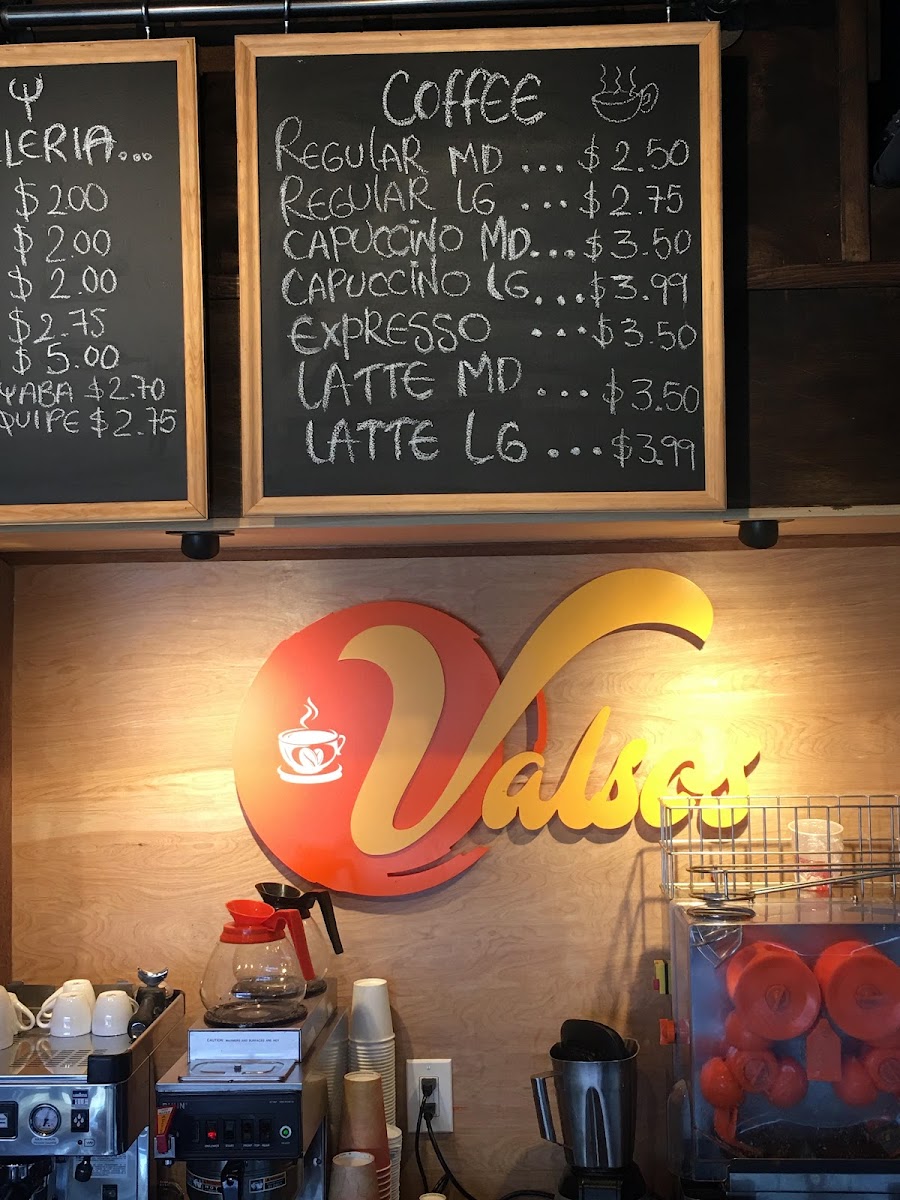 LERIA...
$200
$2.00
$2.00
$2.75
$5.00
YABA $2.70
QUIPE $2.75
COFFEE
REGULAR MD ... $2.50
REGULAR LG ... $2.75
CAPUCCINO MD... $3.50
CAPUCCINO LG... $3.99
EXPRESSO ... $3.50
LATTE MD ... $3.50
LATTE LG .... $3.99
Valsos